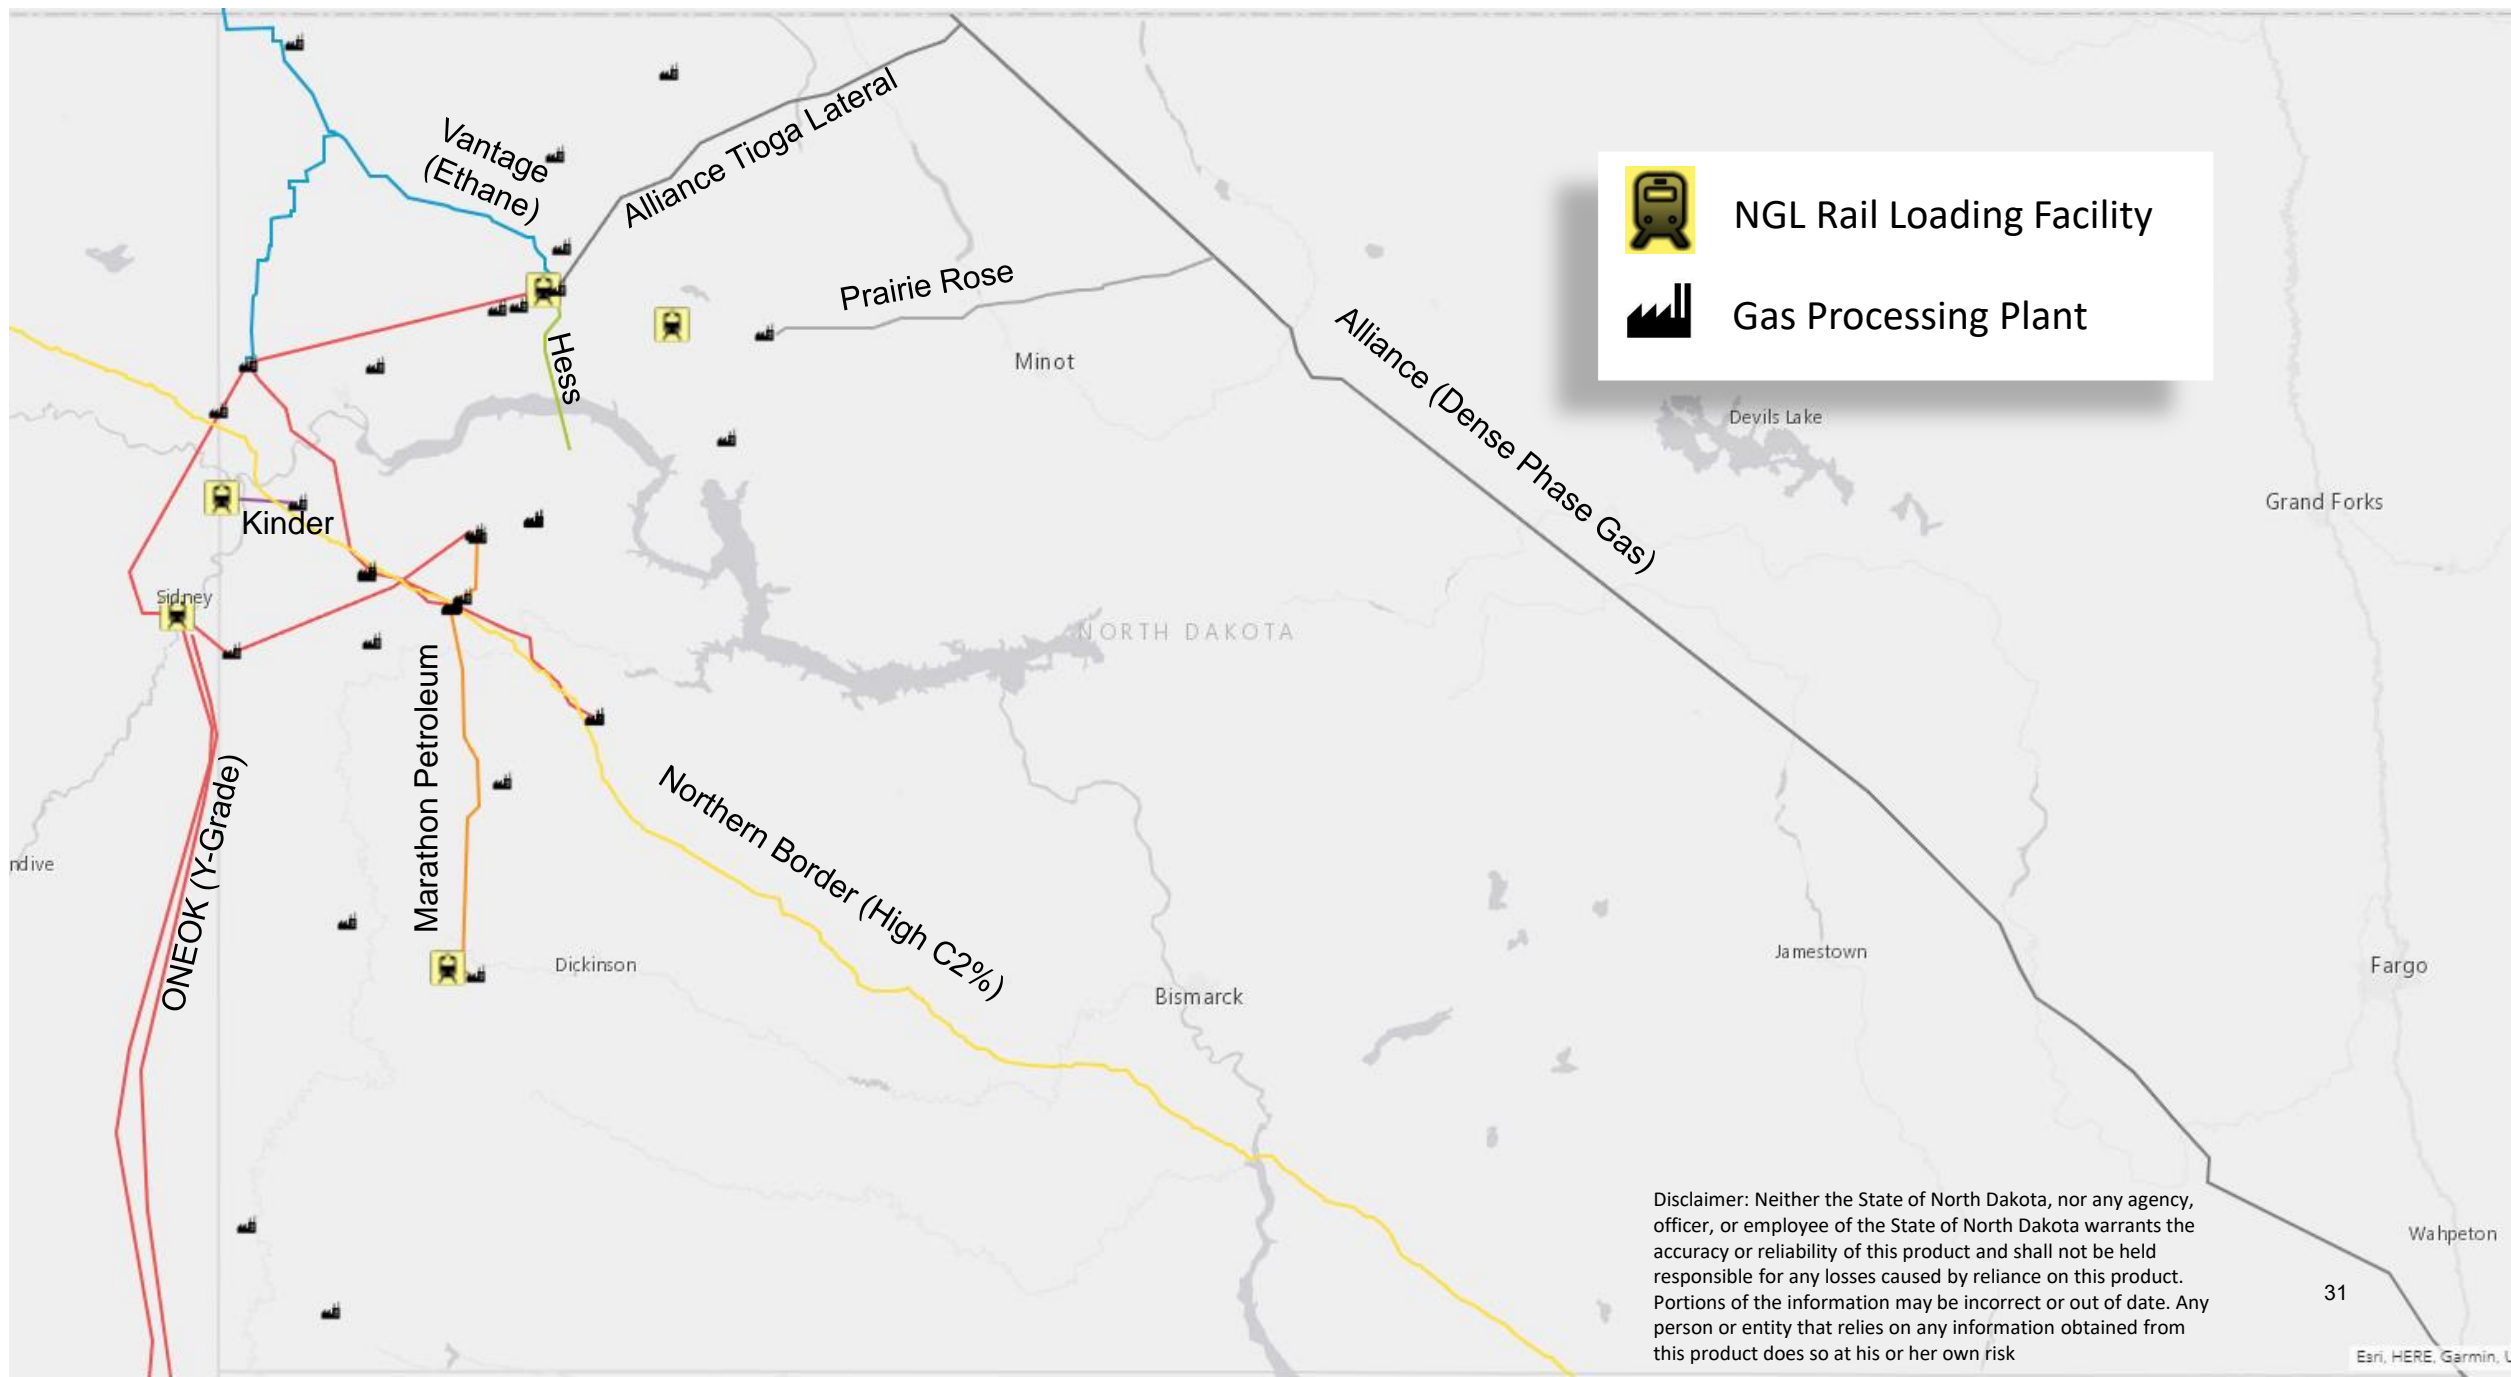 Vantage
(Ethane)
Alliance Tioga Lateral
NGL Rail Loading Facility
Gas Processing Plant
Prairie Rose
Hess
Minot
Alliance (Dense Phase Gas)
Devils Lake
Grand Forks
Kinder
Sidney
NORTH DAKOTA
Marathon Petroleum
ONEOK (Y-Grade)
Northern Border (High C2%)
ndive
Dickinson
Bismarck
Jamestown
Fargo
Disclaimer: Neither the State of North Dakota, nor any agency,
officer, or employee of the State of North Dakota warrants the
accuracy or reliability of this product and shall not be held
responsible for any losses caused by reliance on this product.
Portions of the information may be incorrect or out of date. Any
person or entity that relies on any information obtained from
this product does so at his or her own risk
Wahpeton
31
Esri, HERE, Garmin, U